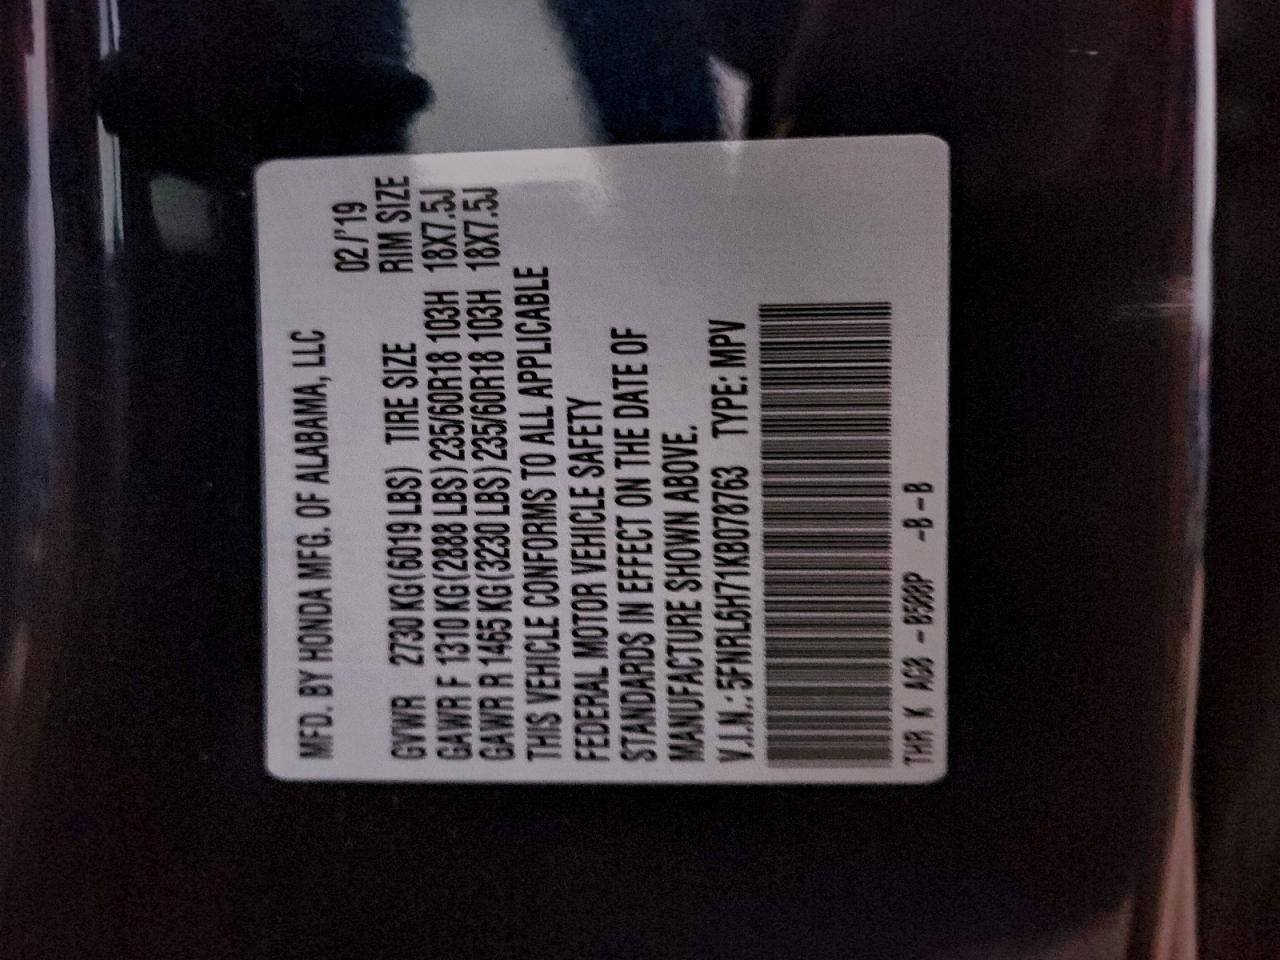 MFD. BY HONDA MFG. OF ALABAMA, LLC
02/'19
GVWR 2730 KG (6019 LBS) TIRE SIZE RIM SIZE
GAWR F 1310 KG (2888 LBS) 235/60R18 103H 18X7.5J
GAWR R 1465 KG (3230 LBS) 235/60R18 103H 18X7.5J
THIS VEHICLE CONFORMS TO ALL APPLICABLE
FEDERAL MOTOR VEHICLE SAFETY
STANDARDS IN EFFECT ON THE DATE OF
MANUFACTURE SHOWN ABOVE.
V.I.N.: 5FNRL6H71KB078763 TYPE: MPV
THR K AC0 -B-B